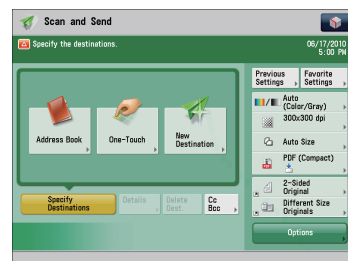 Scan and Send
Specify the destinations.
06/17/2010
5:00 PM
Previous
Settings
Favorite
Settings
Auto
(Color/Gray)
300x300 dpi
Address Book
One-Touch
New
Destination
Auto Size
PDF (Compact)
2-Sided
Original
Specify
Destinations
Details
Delete
Dest.
Cc
Bcc
Different Size
Originals
Options